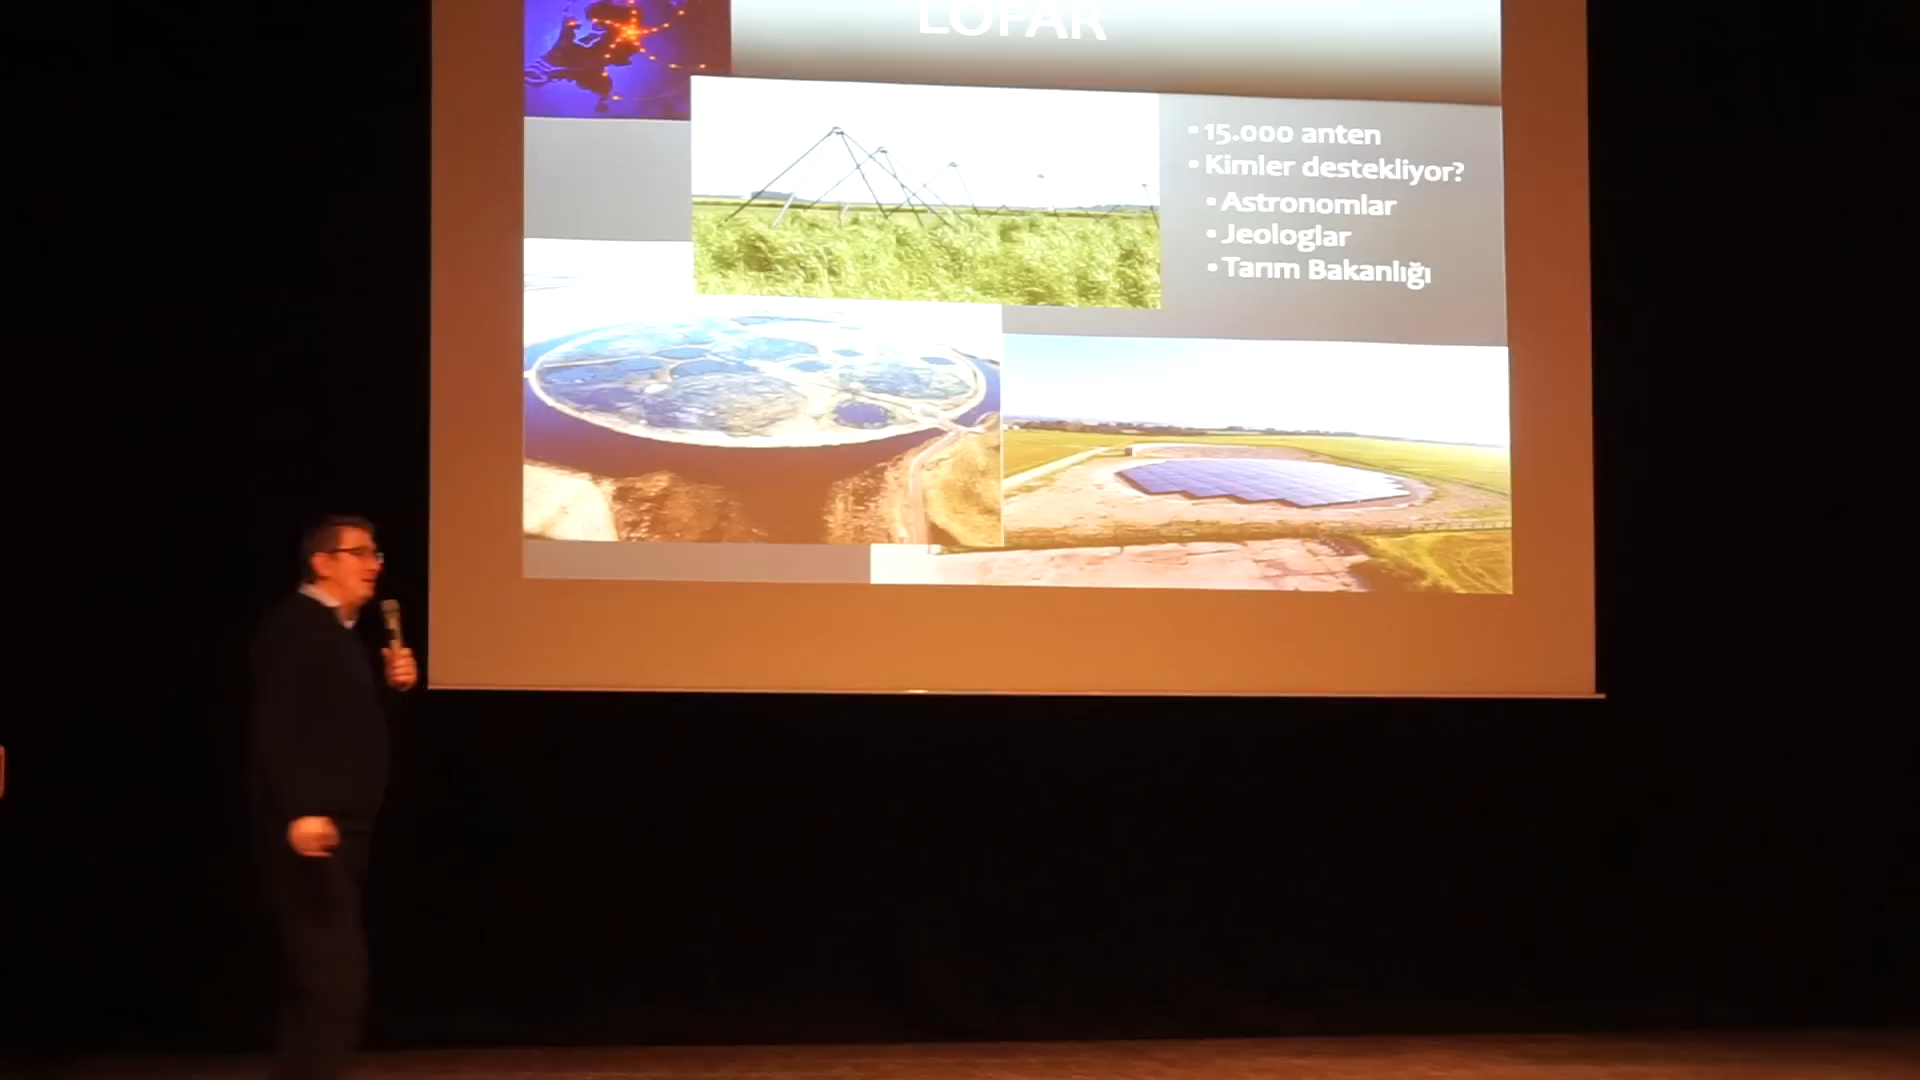 LOFAR
• 15.000 anten
• Kimler destekliyor?
• Astronomlar
• Jeologlar
• Tarım Bakanlığı